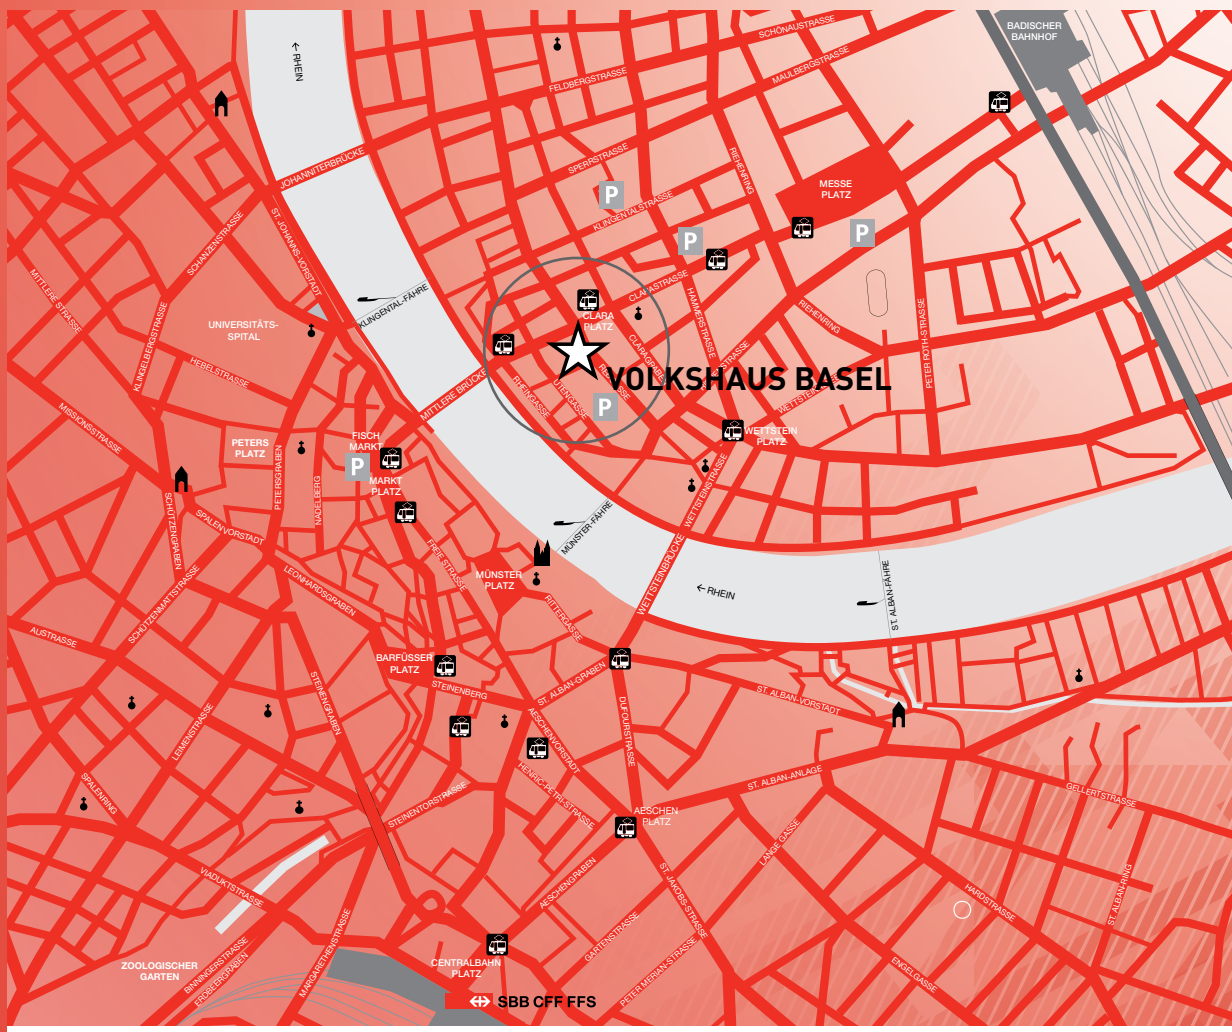 BADISCHER
BAHNHOF
← RHEIN
SCHÖNAUSTRASSE
MAULBERGSTRASSE
FELDBERGSTRASSE
JOHANNITERBRÜCKE
SPERRSTRASSE
RIEHENRING
MESSE
PLATZ
P
KLINGENTALSTRASSE
P
P
SCHANZENSTRASSE
ST. JOHANNS-VORSTADT
MITTLERE STRASSE
KLINGENTAL-FÄHRE
CLARASTRASSE
HAMMERSTRASSE
RIEHENRING
CLARA
PLATZ
UNIVERSITÄTS-
SPITAL
KLINGELBERGSTRASSE
HEBELSTRASSE
CLARAGRABEN
PETER ROTH-STRASSE
VOLKSHAUS BASEL
MITTLERE BRÜCKE
RHEINGASSE
UTENGASSE
P
MISSIONSSTRASSE
PETERS
PLATZ
PETERSGRABEN
NADELBERG
FISCH
MARKT
P
MARKT
PLATZ
WETTSTEIN
PLATZ
WETTSTEINSTRASSE
SCHÜTZENGRABEN
SPALENVORSTADT
MÜNSTER-FÄHRE
FREIE STRASSE
LEONHARDSGRABEN
SCHÜTZENMATTSTRASSE
MÜNSTER
PLATZ
RITTERGASSE
WETTSTEINBRÜCKE
← RHEIN
ST. ALBAN-FÄHRE
AUSTRASSE
BARFÜSSER
PLATZ
STEINENBERG
ST. ALBAN-GRABEN
ST. ALBAN-VORSTADT
STEINENGRABEN
LEIMENSTRASSE
AESCHENVORSTADT
DUFOURSTRASSE
SPALENRING
STEINENTORSTRASSE
HENRIC-PETRI-STRASSE
ST. ALBAN-ANLAGE
GELLERTSTRASSE
AESCHEN
PLATZ
LANGE GASSE
VIADUKTSTRASSE
AESCHENGRABEN
ST. JAKOBS-STRASSE
HARDSTRASSE
ST. ALBAN-RING
GARTENSTRASSE
MARGARETHENSTRASSE
BINNINGERSTRASSE
ERDBEERGRABEN
ZOOLOGISCHER
GARTEN
CENTRALBAHN
PLATZ
PETER MERIAN-STRASSE
ENGELGASSE
SBB CFF FFS